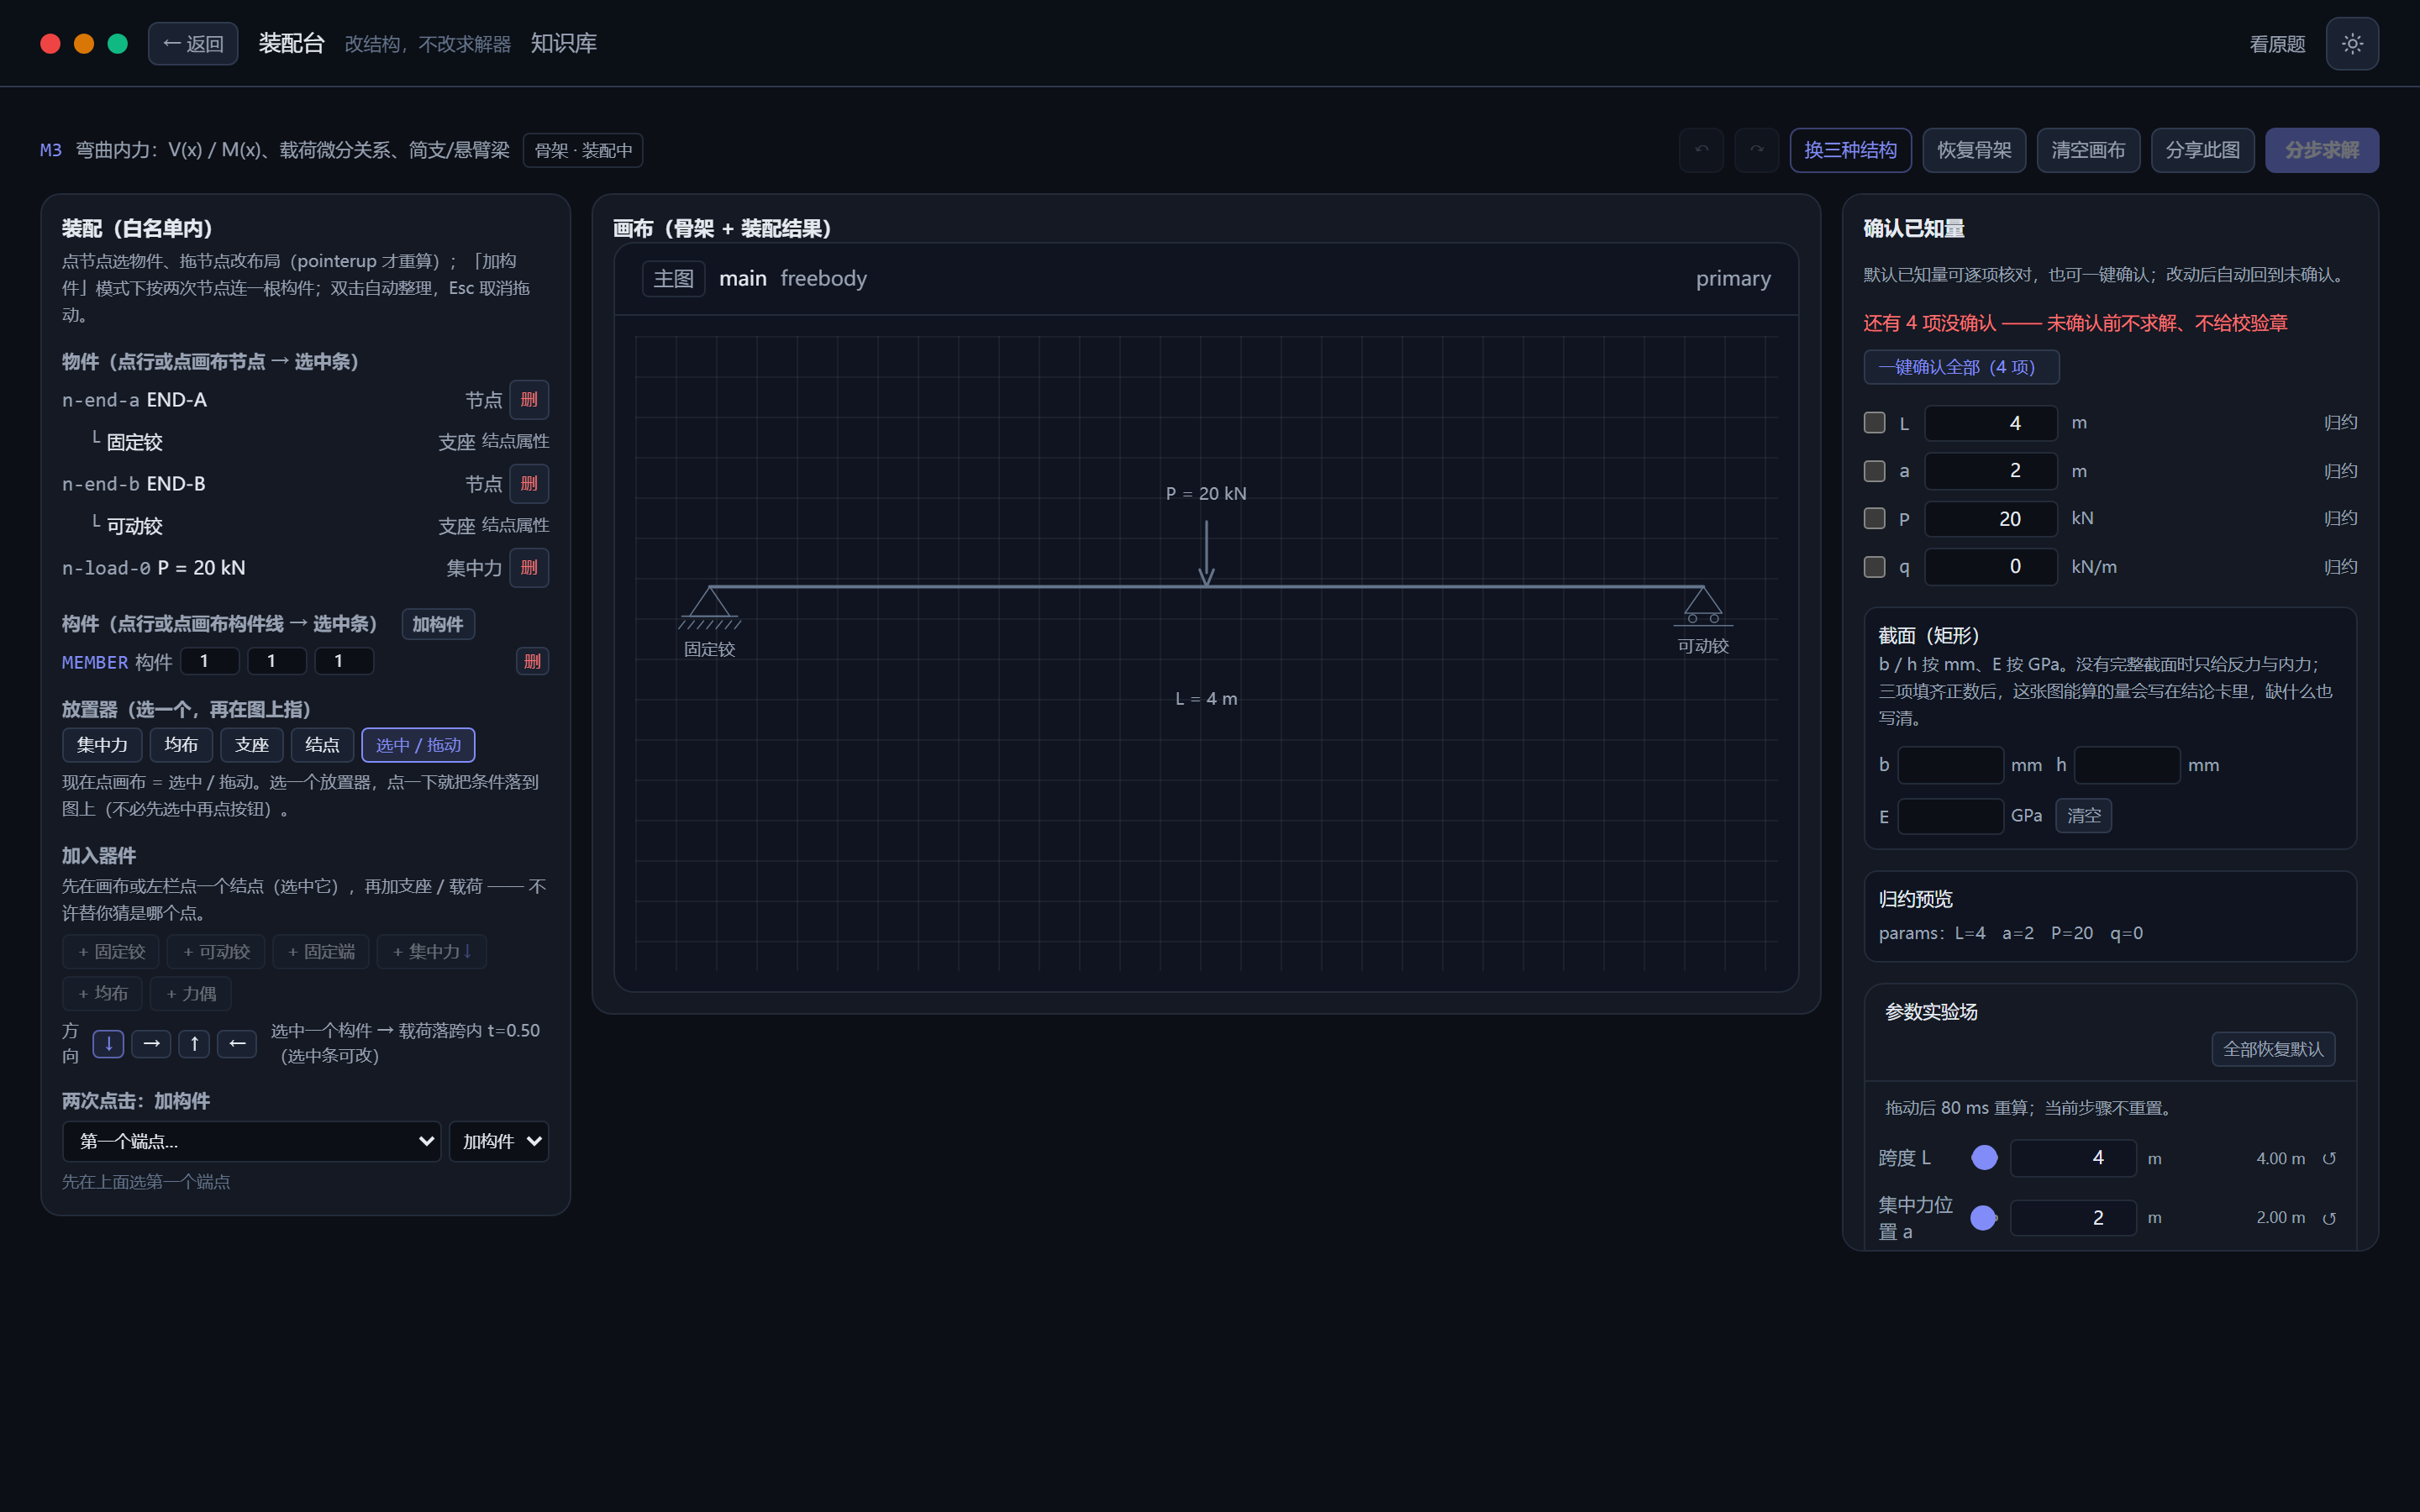 ← 返回 装配台 改结构，不改求解器 知识库 看原题
M3 弯曲内力：V(x) / M(x)、载荷微分关系、简支/悬臂梁 骨架 · 装配中 换三种结构 恢复骨架 清空画布 分享此图 分步求解
装配（白名单内）
点节点选物件、拖节点改布局（pointerup 才重算）；「加构
件」模式下按两次节点连一根构件；双击自动整理，Esc 取消拖
动。
物件（点行或点画布节点 → 选中条）
n-end-a END-A 节点 删
└ 固定铰 支座 结点属性
n-end-b END-B 节点 删
└ 可动铰 支座 结点属性
n-load-0 P = 20 kN 集中力 删
构件（点行或点画布构件线 → 选中条） 加构件
MEMBER 构件 1 1 1 删
放置器（选一个，再在图上指）
集中力 均布 支座 结点 选中 / 拖动
现在点画布 = 选中 / 拖动。选一个放置器，点一下就把条件落到
图上（不必先选中再点按钮）。
加入器件
先在画布或左栏点一个结点（选中它），再加支座 / 载荷 —— 不
许替你猜是哪个点。
+ 固定铰 + 可动铰 + 固定端 + 集中力↓
+ 均布 + 力偶
方向 ↓ → ↑ ← 选中一个构件 → 载荷落跨内 t=0.50
（选中条可改）
两次点击：加构件
第一个端点... 加构件
先在上面选第一个端点
画布（骨架 + 装配结果）
主图 main freebody primary
P = 20 kN
固定铰 可动铰
L = 4 m
确认已知量
默认已知量可逐项核对，也可一键确认；改动后自动回到未确认。
还有 4 项没确认 —— 未确认前不求解、不给校验章
一键确认全部（4 项）
L 4 m 归约
a 2 m 归约
P 20 kN 归约
q 0 kN/m 归约
截面（矩形）
b / h 按 mm、E 按 GPa。没有完整截面时只给反力与内力；
三项填齐正数后，这张图能算的量会写在结论卡里，缺什么也
写清。
b mm h mm
E GPa 清空
归约预览
params：L=4 a=2 P=20 q=0
参数实验场
全部恢复默认
拖动后 80 ms 重算；当前步骤不重置。
跨度 L 4 m 4.00 m ↺
集中力位
置 a 2 m 2.00 m ↺